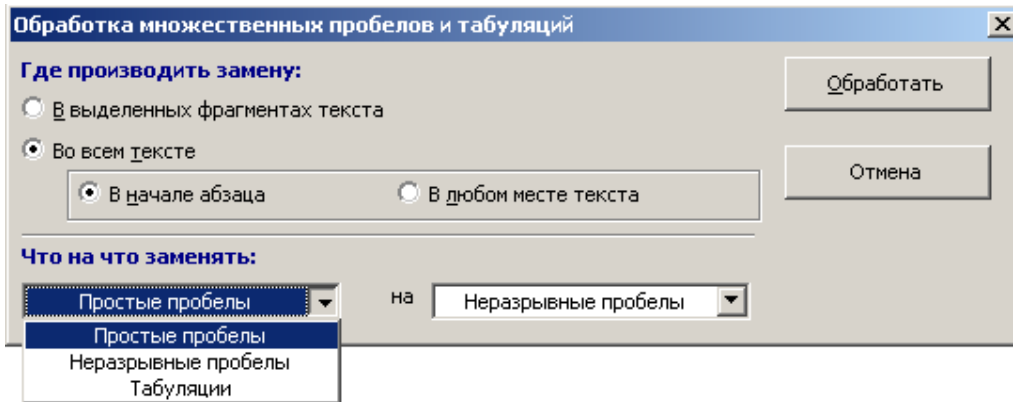 Обработка множественных пробелов и табуляций
Где производить замену:
Обработать
В выделенных фрагментах текста
Во всем тексте
Отмена
В начале абзаца В любом месте текста
Что на что заменять:
Простые пробелы на Неразрывные пробелы
Простые пробелы
Неразрывные пробелы
Табуляции